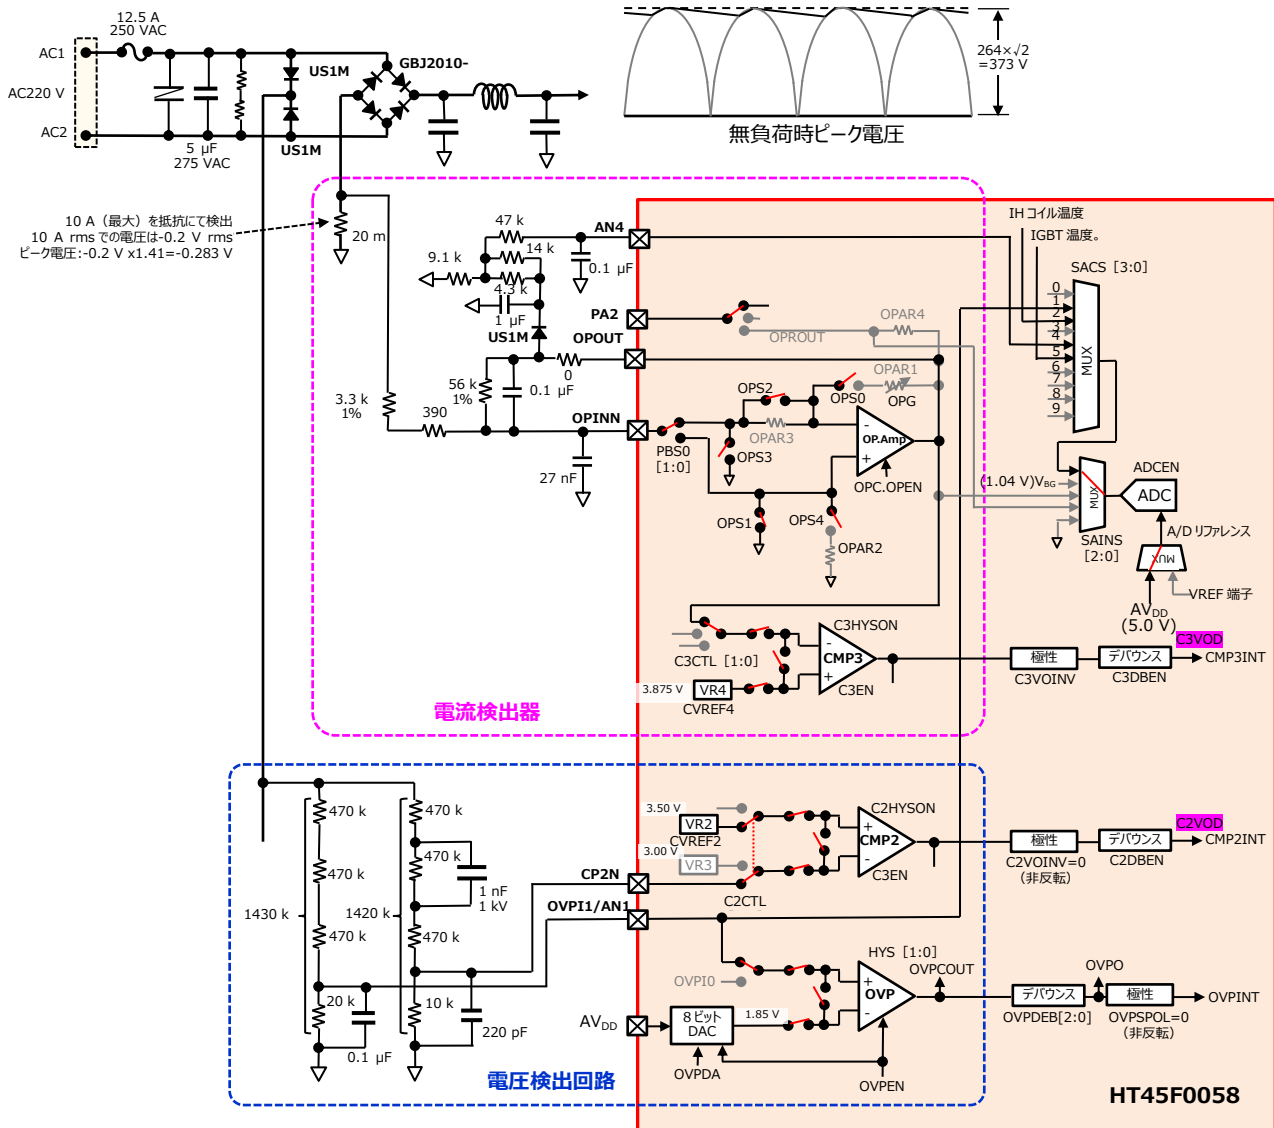 12.5 A
250 VAC
AC1
AC220 V
AC2
US1M
US1M
5 µF
275 VAC
GBJ2010-
264×√2
=373 V
無負荷時ピーク電圧
10 A（最大）を抵抗にて検出
10 A rmsでの電圧は-0.2 V rms
ピーク電圧:-0.2 V x1.41=-0.283 V
20 m
47 k
14 k
9.1 k
4.3 k
0.1 µF
1 µF
US1M
AN4
PA2
OPOUT
0
56 k
1%
0.1 µF
3.3 k
1%
390
OPINN
27 nF
IH コイル温度
IGBT 温度。
SACS [3:0]
0
1
2
3
4
5
6
7
8
9
MUX
OPAR4
OPROUT
OPAR1
OPS2
OPS0
OPG
OPAR3
PBS0
[1:0]
OPS3
-
OP.Amp
+
OPC.OPEN
OPS1
OPS4
OPAR2
(1.04 V)VBG
MUX
SAINS
[2:0]
ADCEN
ADC
A/D リファレンス
MUX
VREF 端子
AVDD
(5.0 V)
C3HYSON
-
CMP3
+
C3EN
C3CTL [1:0]
3.875 V
VR4
CVREF4
電流検出器
極性
C3VOINV
デバウンス
C3DBEN
C3VOD
CMP3INT
470 k
470 k
470 k
470 k
470 k
470 k
1 nF
1 kV
1430 k
1420 k
20 k
0.1 µF
10 k
220 pF
電圧検出回路
3.50 V
VR2
CVREF2
3.00 V
VR3
CP2N
C2CTL
C2HYSON
+
CMP2
-
C3EN
極性
C2VOINV=0
（非反転）
デバウンス
C2DBEN
C2VOD
CMP2INT
OVPI1/AN1
OVPI0
HYS [1:0]
OVPCOUT
+
OVP
-
AVDD
8ビット
DAC
1.85 V
OVPDA
OVPEN
デバウンス
OVPDEB[2:0]
OVPO
極性
OVPSPOL=0
（非反転）
OVPINT
HT45F0058